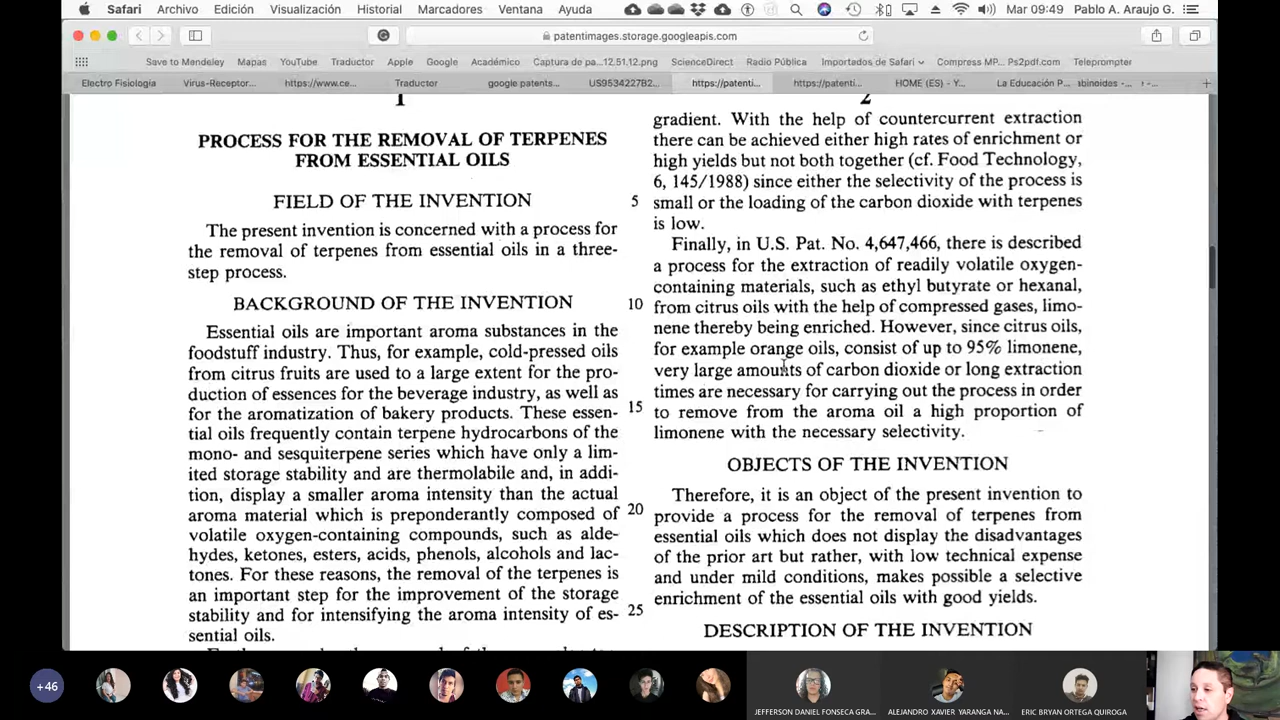 Safari Archivo Edición Visualización Historial Marcadores Ventana Ayuda Mar 09:49 Pablo A. Araujo G.
patentimages.storage.googleapis.com
Save to Mendeley Mapas YouTube Traductor Apple Google Académico Captura de pa...12.51.12.png ScienceDirect Radio Pública Importados de Safari Compress MP... Ps2pdf.com Teleprompter
Electro Fisiologia Virus-Receptor... https://www.ce... Traductor google patents... US9534227B2... https://patenti... https://patenti... HOME (ES) - Y... La Educación P... abinoides -...
1
PROCESS FOR THE REMOVAL OF TERPENES
FROM ESSENTIAL OILS
FIELD OF THE INVENTION
The present invention is concerned with a process for
the removal of terpenes from essential oils in a three-
step process.
BACKGROUND OF THE INVENTION
Essential oils are important aroma substances in the
foodstuff industry. Thus, for example, cold-pressed oils
from citrus fruits are used to a large extent for the pro-
duction of essences for the beverage industry, as well as
for the aromatization of bakery products. These essen-
tial oils frequently contain terpene hydrocarbons of the
mono- and sesquiterpene series which have only a lim-
ited storage stability and are thermolabile and, in addi-
tion, display a smaller aroma intensity than the actual
aroma material which is preponderantly composed of
volatile oxygen-containing compounds, such as alde-
hydes, ketones, esters, acids, phenols, alcohols and lac-
tones. For these reasons, the removal of the terpenes is
an important step for the improvement of the storage
stability and for intensifying the aroma intensity of es-
sential oils.
5
10
15
20
25
2
gradient. With the help of countercurrent extraction
there can be achieved either high rates of enrichment or
high yields but not both together (cf. Food Technology,
6, 145/1988) since either the selectivity of the process is
small or the loading of the carbon dioxide with terpenes
is low.
Finally, in U.S. Pat. No. 4,647,466, there is described
a process for the extraction of readily volatile oxygen-
containing materials, such as ethyl butyrate or hexanal,
from citrus oils with the help of compressed gases, limo-
nene thereby being enriched. However, since citrus oils,
for example orange oils, consist of up to 95% limonene,
very large amounts of carbon dioxide or long extraction
times are necessary for carrying out the process in order
to remove from the aroma oil a high proportion of
limonene with the necessary selectivity.
OBJECTS OF THE INVENTION
Therefore, it is an object of the present invention to
provide a process for the removal of terpenes from
essential oils which does not display the disadvantages
of the prior art but rather, with low technical expense
and under mild conditions, makes possible a selective
enrichment of the essential oils with good yields.
DESCRIPTION OF THE INVENTION
+46
JEFFERSON DANIEL FONSECA GRA...
ALEJANDRO XAVIER YARANGA NA...
ERIC BRYAN ORTEGA QUIROGA